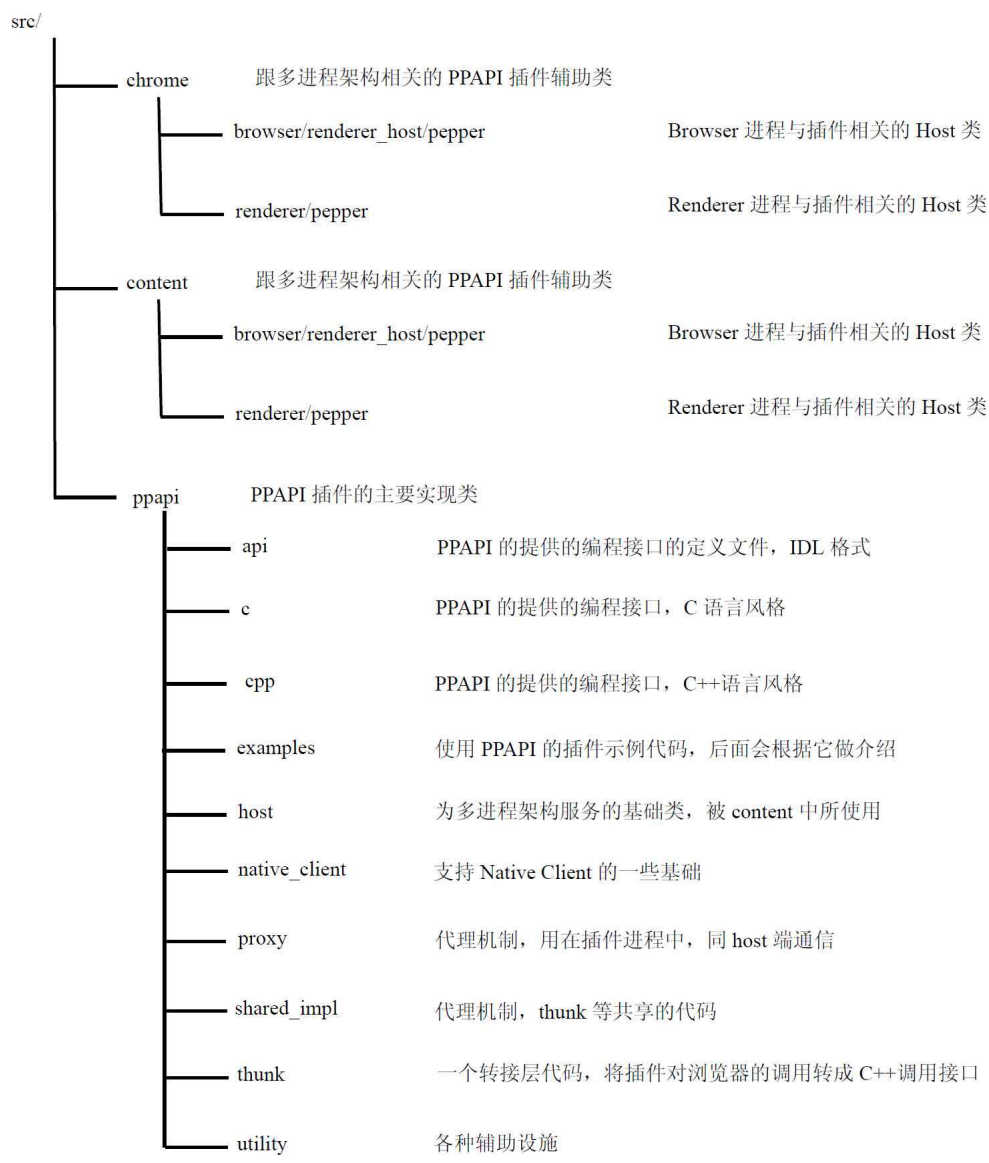 src/
chrome 跟多进程架构相关的 PPAPI 插件辅助类
browser/renderer_host/pepper Browser 进程与插件相关的 Host 类
renderer/pepper Renderer 进程与插件相关的 Host 类
content 跟多进程架构相关的 PPAPI 插件辅助类
browser/renderer_host/pepper Browser 进程与插件相关的 Host 类
renderer/pepper Renderer 进程与插件相关的 Host 类
ppapi PPAPI 插件的主要实现类
api PPAPI 的提供的编程接口的定义文件，IDL 格式
c PPAPI 的提供的编程接口，C 语言风格
cpp PPAPI 的提供的编程接口，C++语言风格
examples 使用 PPAPI 的插件示例代码，后面会根据它做介绍
host 为多进程架构服务的基础类，被 content 中所使用
native_client 支持 Native Client 的一些基础
proxy 代理机制，用在插件进程中，同 host 端通信
shared_impl 代理机制，thunk 等共享的代码
thunk 一个转接层代码，将插件对浏览器的调用转成 C++调用接口
utility 各种辅助设施